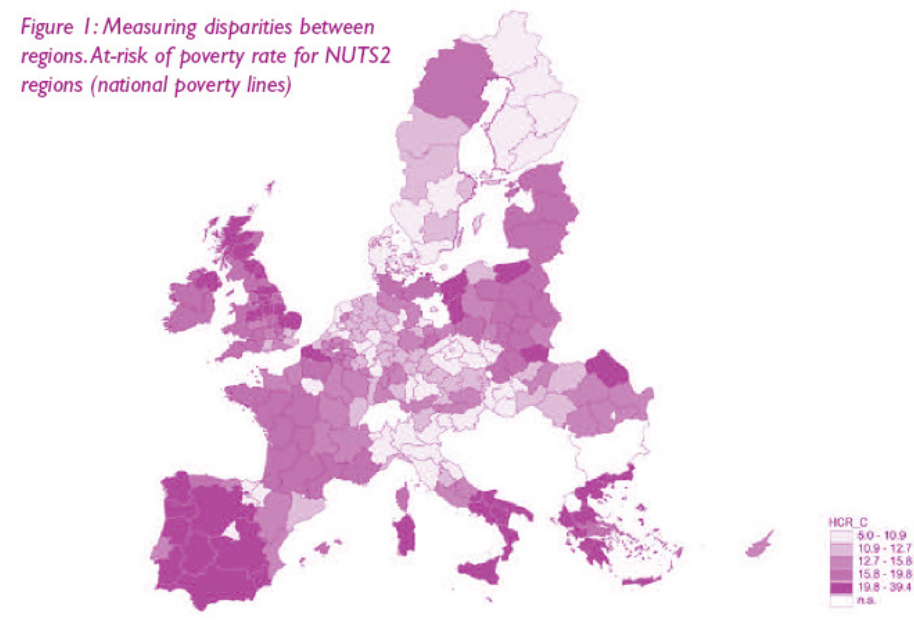 Figure 1: Measuring disparities between
regions. At-risk of poverty rate for NUTS2
regions (national poverty lines)
HCR_C
5.0 - 10.9
10.9 - 12.7
12.7 - 15.8
15.8 - 19.8
19.8 - 39.4
n.a.